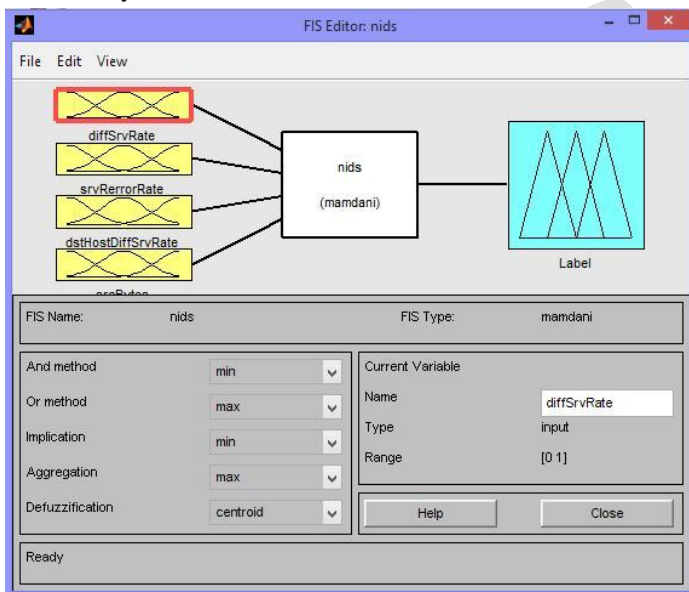 FIS Editor: nids
File Edit View
diffSrvRate
srvRerrorRate
dstHostDiffSrvRate
nids
(mamdani)
Label
FIS Name: nids FIS Type: mamdani
And method min
Or method max
Implication min
Aggregation max
Defuzzification centroid
Current Variable
Name diffSrvRate
Type input
Range [0 1]
Help Close
Ready